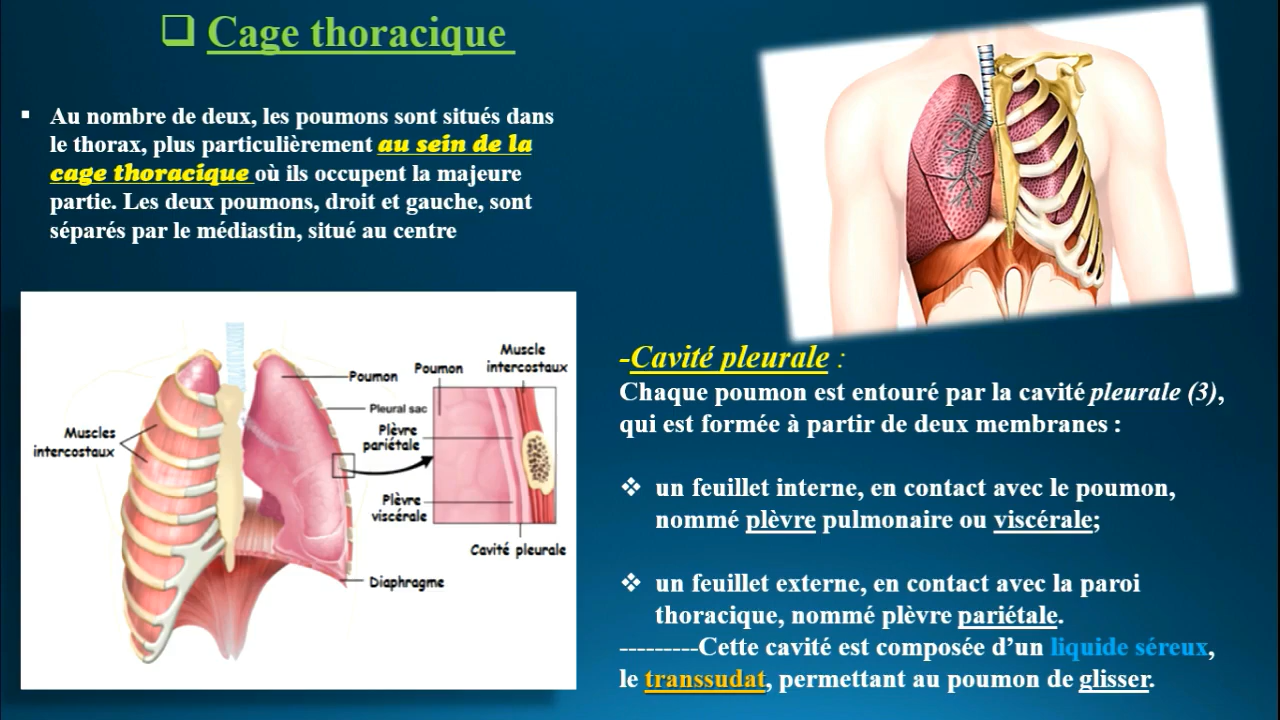 ❑ Cage thoracique
▪ Au nombre de deux, les poumons sont situés dans
le thorax, plus particulièrement au sein de la
cage thoracique où ils occupent la majeure
partie. Les deux poumons, droit et gauche, sont
séparés par le médiastin, situé au centre
Muscles
intercostaux
Poumon
Pleural sac
Plèvre
pariétale
Plèvre
viscérale
Diaphragme
Poumon
Muscle
intercostaux
Cavité pleurale
-Cavité pleurale :
Chaque poumon est entouré par la cavité pleurale (3),
qui est formée à partir de deux membranes :
❖ un feuillet interne, en contact avec le poumon,
nommé plèvre pulmonaire ou viscérale;
❖ un feuillet externe, en contact avec la paroi
thoracique, nommé plèvre pariétale.
---------Cette cavité est composée d’un liquide séreux,
le transsudat, permettant au poumon de glisser.